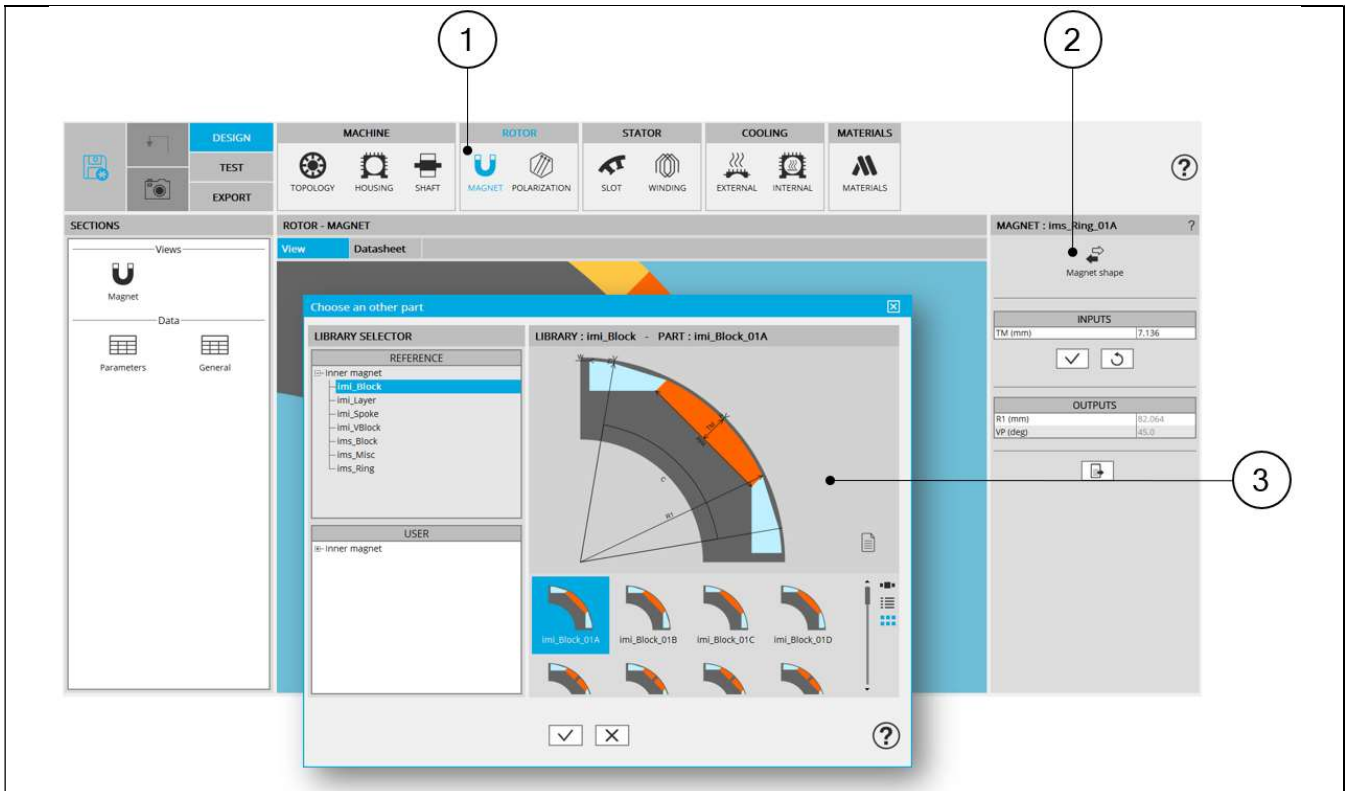 1
2
DESIGN
TEST
EXPORT
MACHINE
ROTOR
STATOR
COOLING
MATERIALS
TOPOLOGY
HOUSING
SHAFT
MAGNET
POLARIZATION
SLOT
WINDING
EXTERNAL
INTERNAL
MATERIALS
?
SECTIONS
Views
Magnet
Data
Parameters
General
ROTOR - MAGNET
View
Datasheet
MAGNET : ims_Ring_01A
?
Magnet shape
INPUTS
TM (mm) 7.136
OUTPUTS
R1 (mm) 82.064
VP (deg) 45.0
3
Choose an other part
LIBRARY SELECTOR
REFERENCE
Inner magnet
imi_Block
imi_Layer
imi_Spoke
imi_VBlock
ims_Block
ims_Misc
ims_Ring
USER
Inner magnet
LIBRARY : imi_Block - PART : imi_Block_01A
TM
C
R1
imi_Block_01A
imi_Block_01B
imi_Block_01C
imi_Block_01D
?